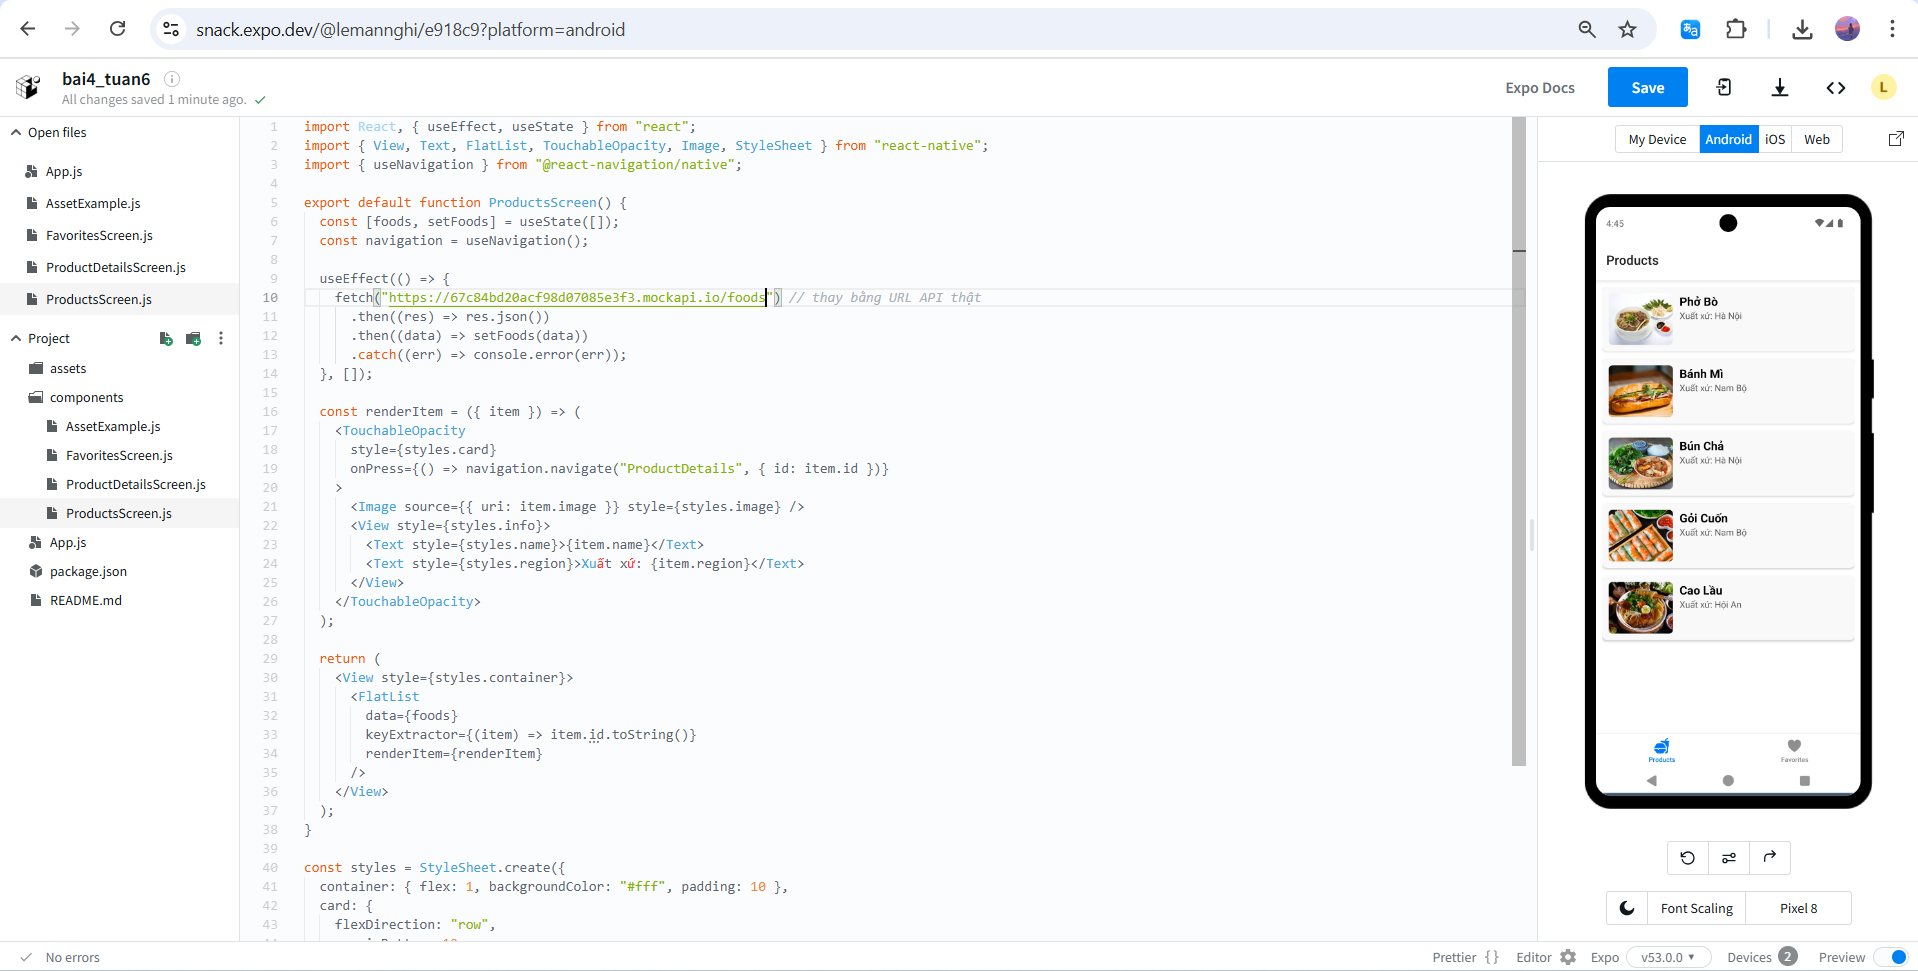 snack.expo.dev/@lemannghi/e918c9?platform=android
bai4_tuan6
All changes saved 1 minute ago.
Expo Docs
Save
L
Open files
App.js
AssetExample.js
FavoritesScreen.js
ProductDetailsScreen.js
ProductsScreen.js
Project
assets
components
AssetExample.js
FavoritesScreen.js
ProductDetailsScreen.js
ProductsScreen.js
App.js
package.json
README.md
1 import React, { useEffect, useState } from "react";
2 import { View, Text, FlatList, TouchableOpacity, Image, StyleSheet } from "react-native";
3 import { useNavigation } from "@react-navigation/native";
4
5 export default function ProductsScreen() {
6 const [foods, setFoods] = useState([]);
7 const navigation = useNavigation();
8
9 useEffect(() => {
10 fetch("https://67c84bd20acf98d07085e3f3.mockapi.io/foods") // thay bằng URL API thật
11 .then((res) => res.json())
12 .then((data) => setFoods(data))
13 .catch((err) => console.error(err));
14 }, []);
15
16 const renderItem = ({ item }) => (
17 <TouchableOpacity
18 style={styles.card}
19 onPress={() => navigation.navigate("ProductDetails", { id: item.id })}
20 >
21 <Image source={{ uri: item.image }} style={styles.image} />
22 <View style={styles.info}>
23 <Text style={styles.name}>{item.name}</Text>
24 <Text style={styles.region}>Xuất xứ: {item.region}</Text>
25 </View>
26 </TouchableOpacity>
27 );
28
29 return (
30 <View style={styles.container}>
31 <FlatList
32 data={foods}
33 keyExtractor={(item) => item.id.toString()}
34 renderItem={renderItem}
35 />
36 </View>
37 );
38 }
39
40 const styles = StyleSheet.create({
41 container: { flex: 1, backgroundColor: "#fff", padding: 10 },
42 card: {
43 flexDirection: "row",
My Device
Android
iOS
Web
4:45
Products
Phở Bò
Xuất xứ: Hà Nội
Bánh Mì
Xuất xứ: Nam Bộ
Bún Chả
Xuất xứ: Hà Nội
Gỏi Cuốn
Xuất xứ: Nam Bộ
Cao Lầu
Xuất xứ: Hội An
Products
Favorites
Font Scaling
Pixel 8
No errors
Prettier { }
Editor
Expo
v53.0.0
Devices 2
Preview